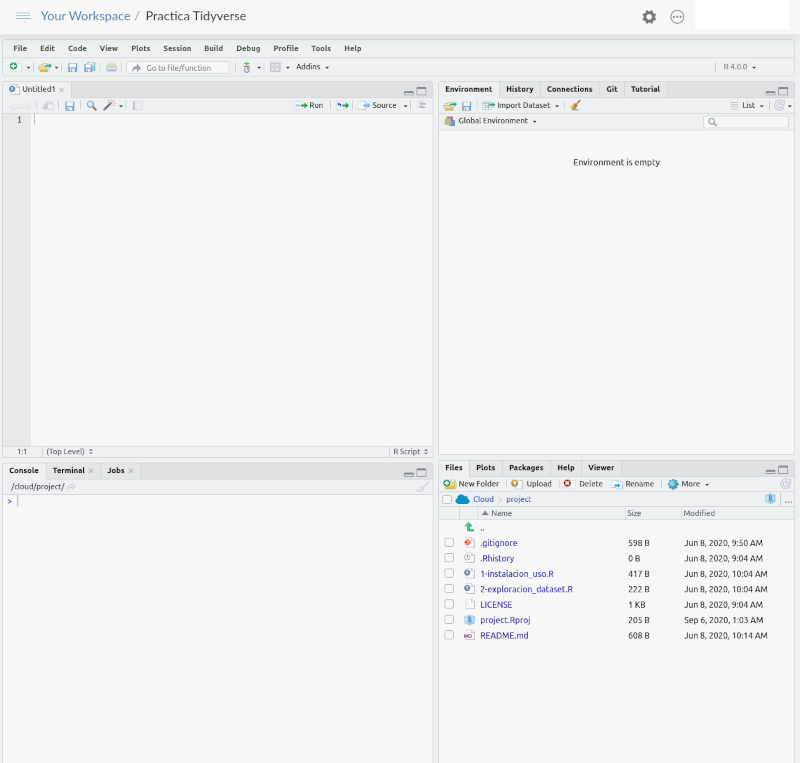 Your Workspace / Practica Tidyverse
File Edit Code View Plots Session Build Debug Profile Tools Help
Go to file/function Addins R 4.0.0
Untitled1
Run Source
1
1:1 (Top Level) R Script
Console Terminal Jobs
/cloud/project/
>
Environment History Connections Git Tutorial
Import Dataset List
Global Environment
Environment is empty
Files Plots Packages Help Viewer
New Folder Upload Delete Rename More
Cloud project ...
Name Size Modified
..
.gitignore 598 B Jun 8, 2020, 9:50 AM
.Rhistory 0 B Jun 8, 2020, 9:04 AM
1-instalacion_uso.R 417 B Jun 8, 2020, 10:04 AM
2-exploracion_dataset.R 222 B Jun 8, 2020, 10:04 AM
LICENSE 1 KB Jun 8, 2020, 9:04 AM
project.Rproj 205 B Sep 6, 2020, 1:03 AM
README.md 608 B Jun 8, 2020, 10:14 AM